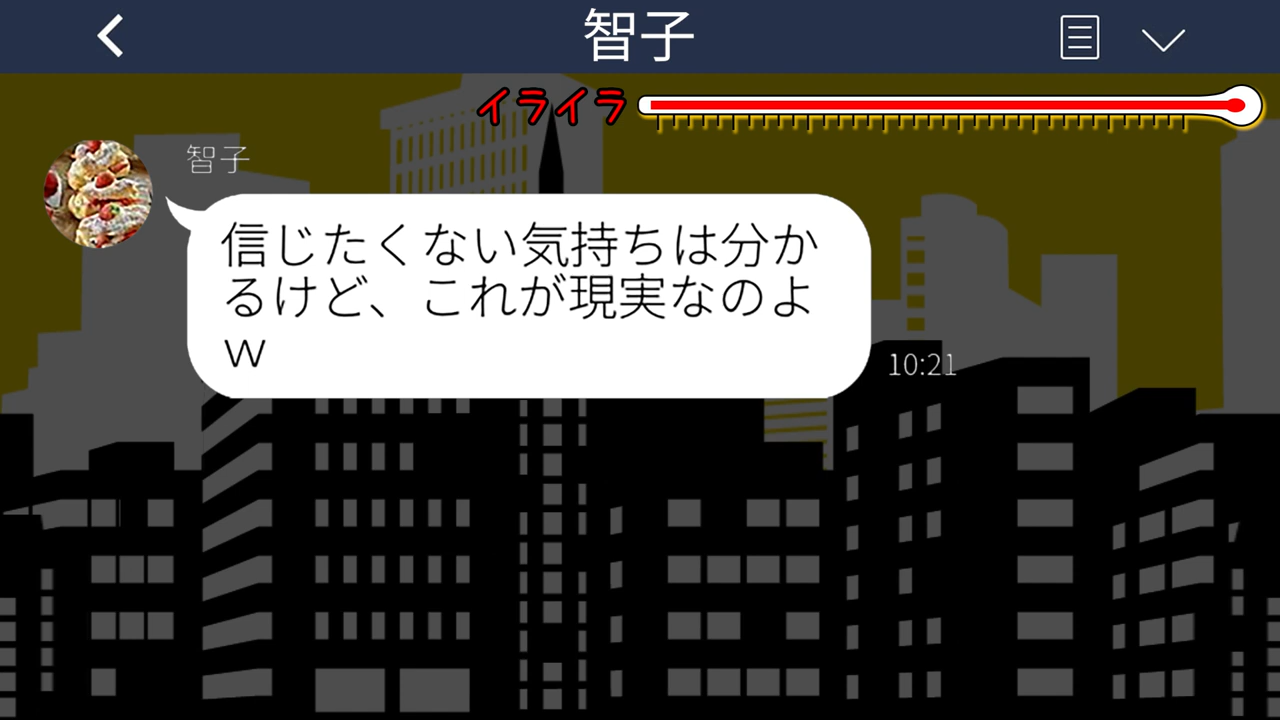 智子
イライラ
智子
信じたくない気持ちは分か
るけど、これが現実なのよ
w
10:21